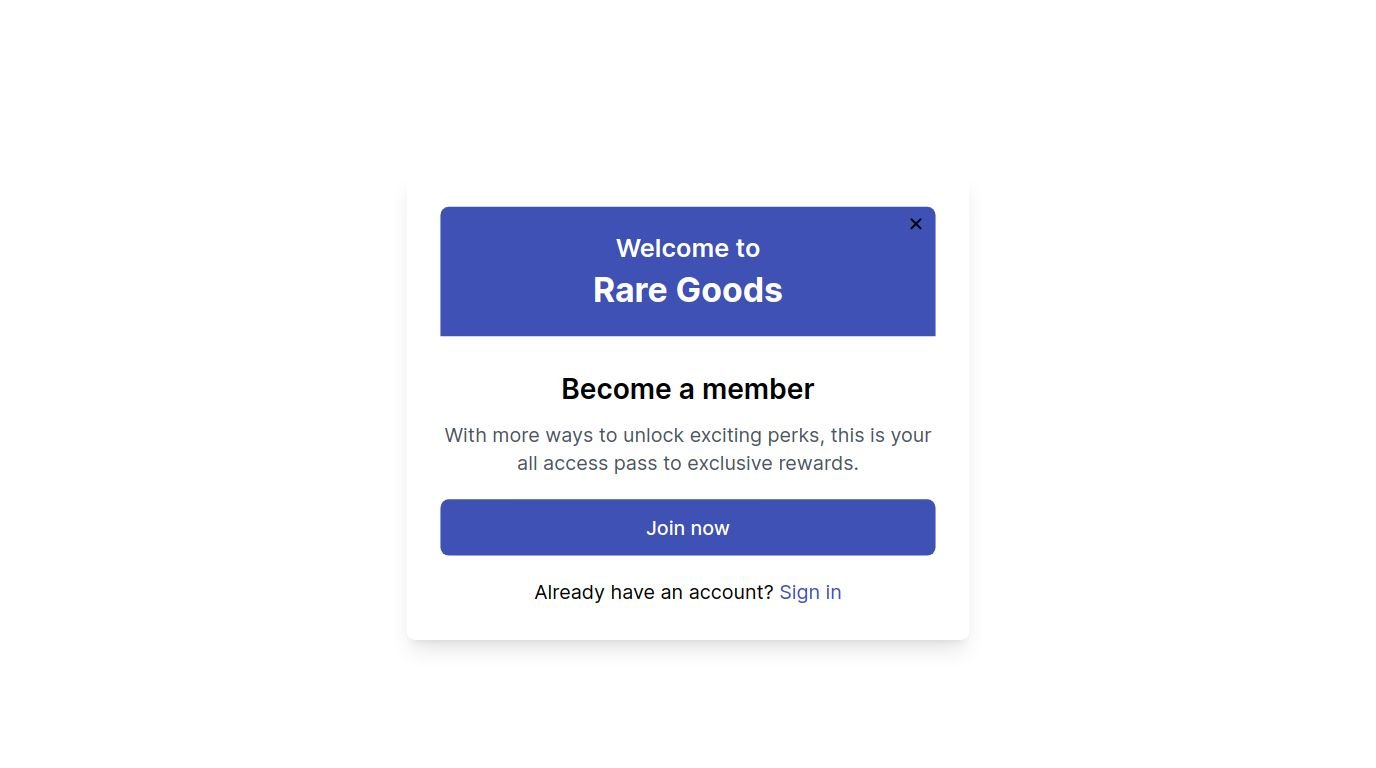 Welcome to
Rare Goods
Become a member
With more ways to unlock exciting perks, this is your
all access pass to exclusive rewards.
Join now
Already have an account? Sign in